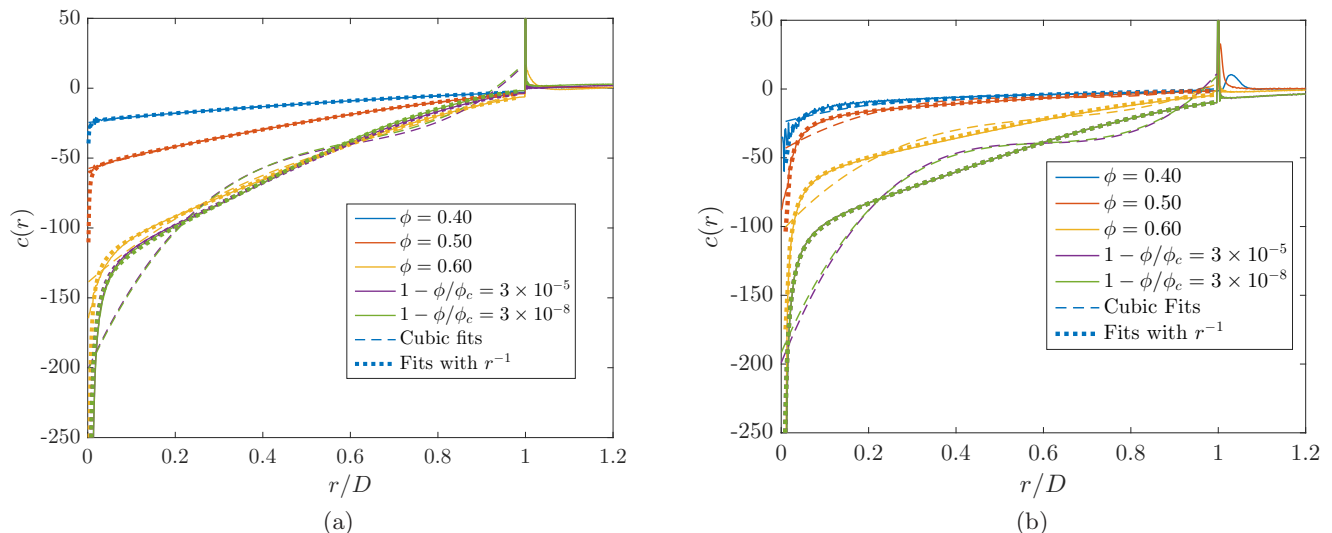 50
0
-50
-100
-150
-200
-250
c(r)
ϕ = 0.40
ϕ = 0.50
ϕ = 0.60
1 − ϕ/ϕ_c = 3 × 10^{-5}
1 − ϕ/ϕ_c = 3 × 10^{-8}
Cubic fits
Fits with r^{-1}
0 0.2 0.4 0.6 0.8 1 1.2
r/D
(a)
50
0
-50
-100
-150
-200
-250
c(r)
ϕ = 0.40
ϕ = 0.50
ϕ = 0.60
1 − ϕ/ϕ_c = 3 × 10^{-5}
1 − ϕ/ϕ_c = 3 × 10^{-8}
Cubic Fits
Fits with r^{-1}
0 0.2 0.4 0.6 0.8 1 1.2
r/D
(b)